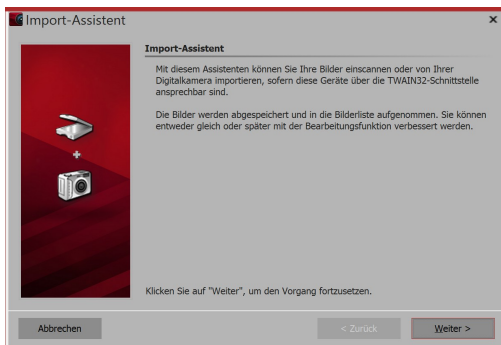 Import-Assistent
Import-Assistent
Mit diesem Assistenten können Sie Ihre Bilder einscannen oder von Ihrer
Digitalkamera importieren, sofern diese Geräte über die TWAIN32-Schnittstelle
ansprechbar sind.
Die Bilder werden abgespeichert und in die Bilderliste aufgenommen. Sie können
entweder gleich oder später mit der Bearbeitungsfunktion verbessert werden.
Klicken Sie auf "Weiter", um den Vorgang fortzusetzen.
Abbrechen < Zurück Weiter >